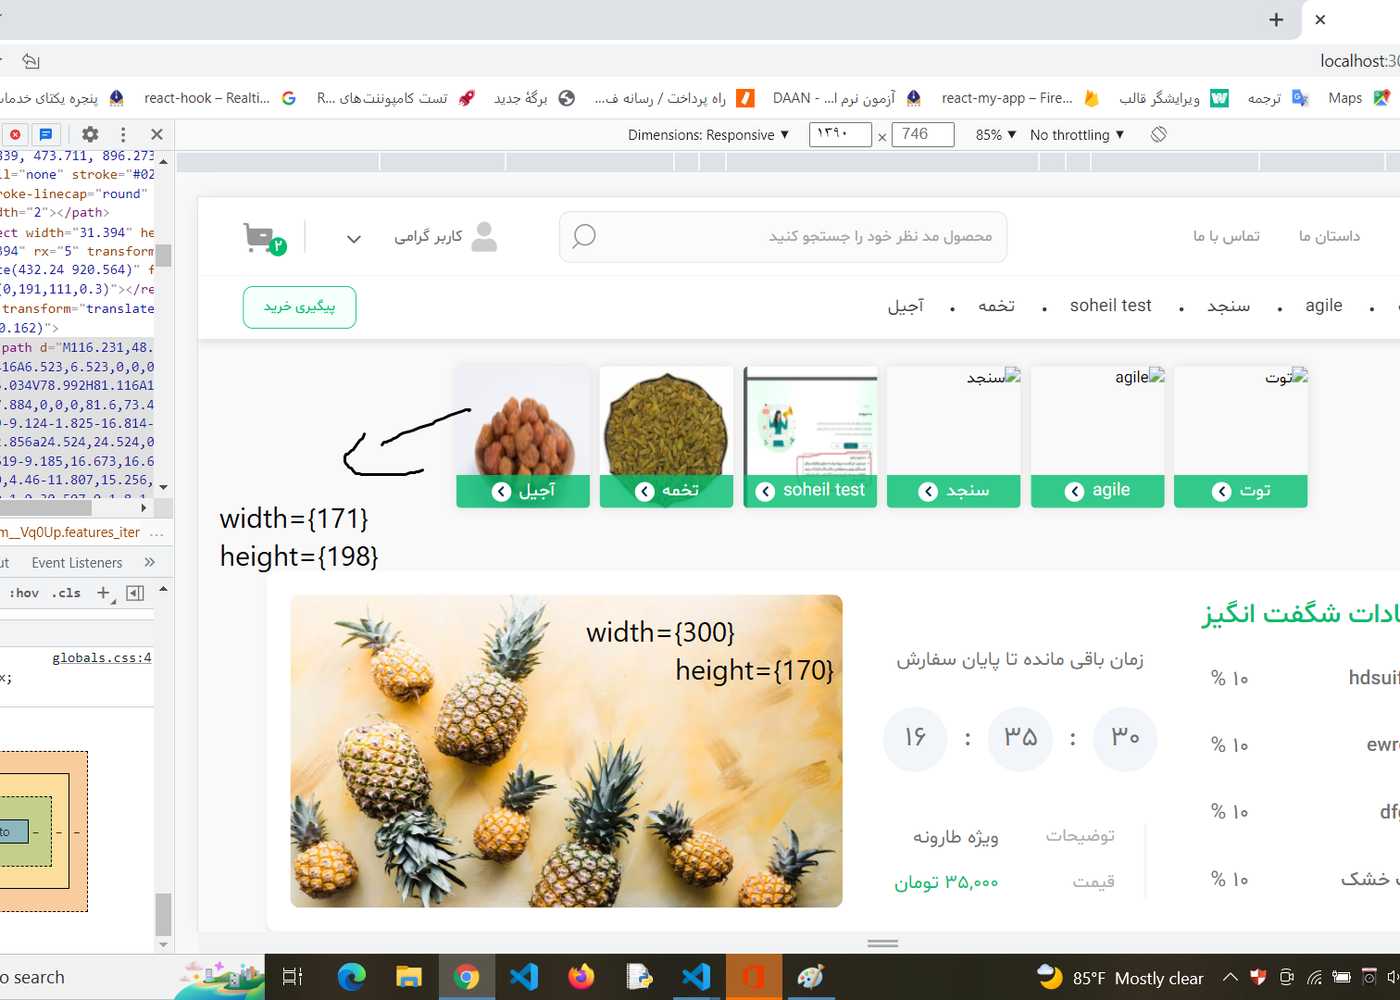 localhost:30
پنجره یکتای خدمات
react-hook – Realti...
تست کامپوننت‌های R...
برگهٔ جدید
راه پرداخت / رسانه ف...
آزمون نرم ا... - DAAN
react-my-app – Fire...
ویرایشگر قالب
ترجمه
Maps
Dimensions: Responsive ▼
۱۳۹۰ × 746
85% ▼
No throttling ▼
339, 473.711, 896.273
ll="none" stroke="#02
roke-linecap="round"
dth="2"></path>
ect width="31.394" he
394" rx="5" transform
te(432.24 920.564)" f
(0,191,111,0.3)"></re
transform="translate
0.162)">
path d="M116.231,48.
416A6.523,6.523,0,0,0
.034V78.992H81.116A1
7.884,0,0,0,81.6,73.4
9-9.124-1.825-16.814-
.856a24.524,24.524,0
519-9.185,16.673,16.6
,4.46-11.807,15.256,
m__Vq0Up.features_iter ...
ut Event Listeners »
:hov .cls +
globals.css:4
x;
to
داستان ما
تماس با ما
محصول مد نظر خود را جستجو کنید
کاربر گرامی
۲
agile • سنجد • soheil test • تخمه • آجیل
پیگیری خرید
توت
agile
سنجد
توت
agile
سنجد
soheil test
تخمه
آجیل
width={171}
height={198}
width={300}
height={170}
ادات شگفت انگیز
زمان باقی مانده تا پایان سفارش
۱۶ : ۳۵ : ۳۰
hdsuif
% ۱۰
ewr
% ۱۰
df
% ۱۰
خشک
% ۱۰
توضیحات
ویژه طارونه
قیمت
۳۵,۰۰۰ تومان
o search
85°F Mostly clear